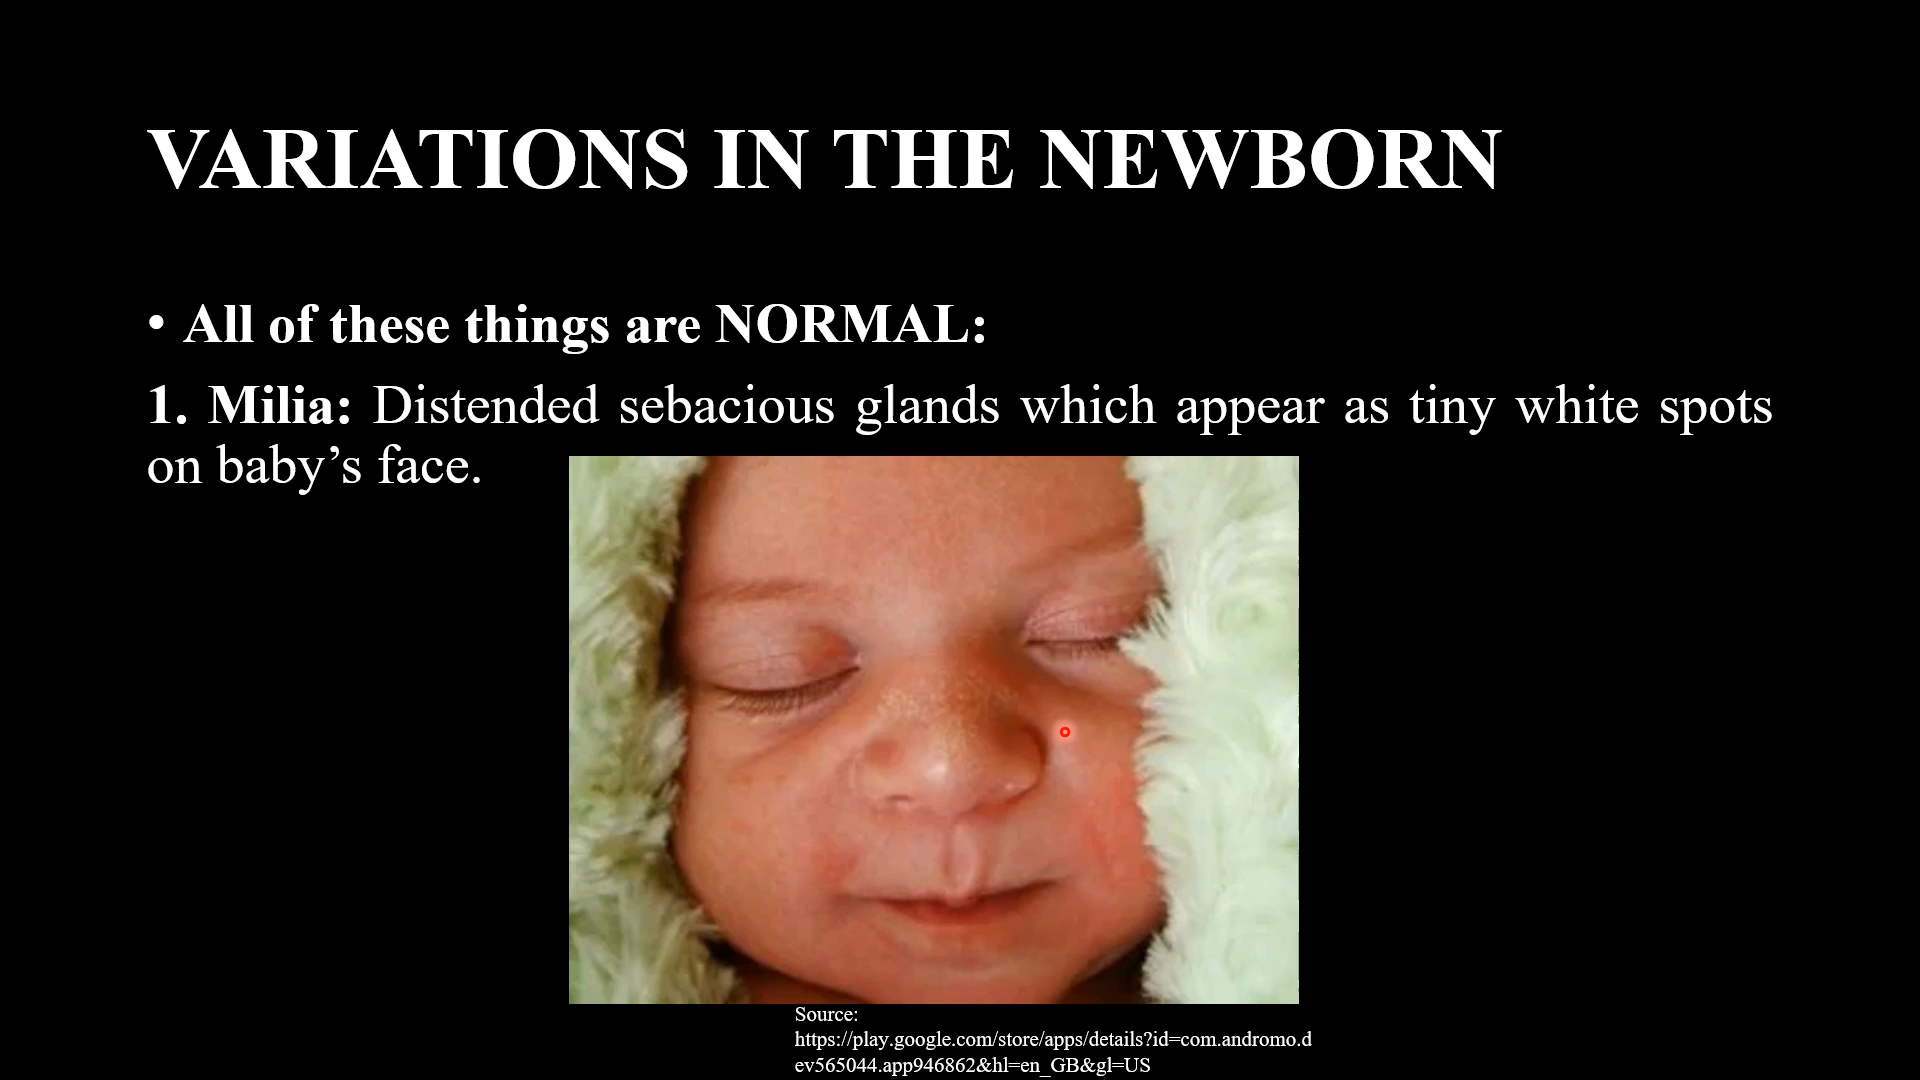 VARIATIONS IN THE NEWBORN
• All of these things are NORMAL:
1. Milia: Distended sebacious glands which appear as tiny white spots
on baby’s face.
Source:
https://play.google.com/store/apps/details?id=com.andromo.d
ev565044.app946862&hl=en_GB&gl=US